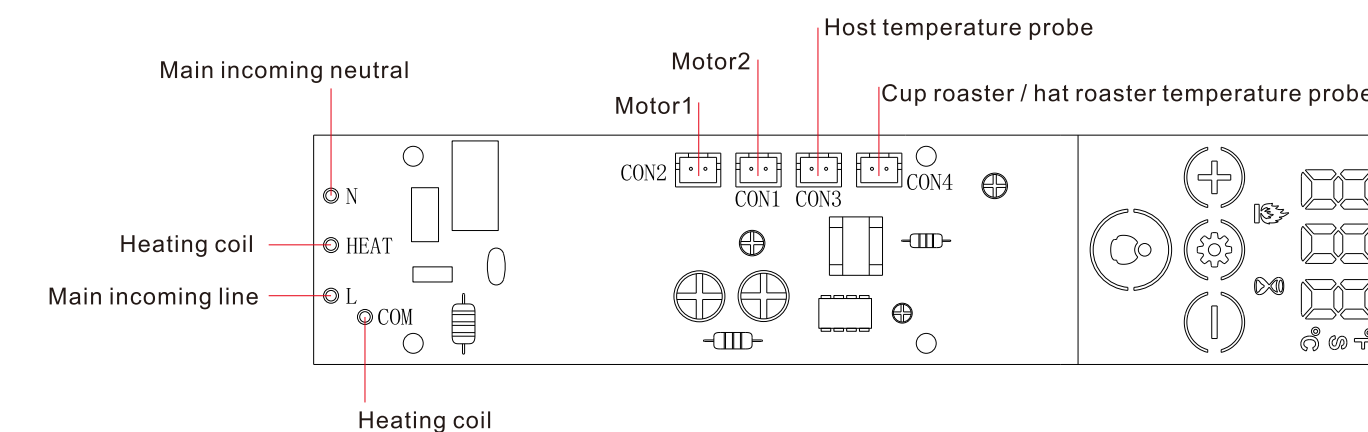 Host temperature probe
Motor2
Main incoming neutral
Cup roaster / hat roaster temperature probe
Motor1
CON2
CON1
CON3
CON4
N
Heating coil
HEAT
Main incoming line
L
COM
Heating coil